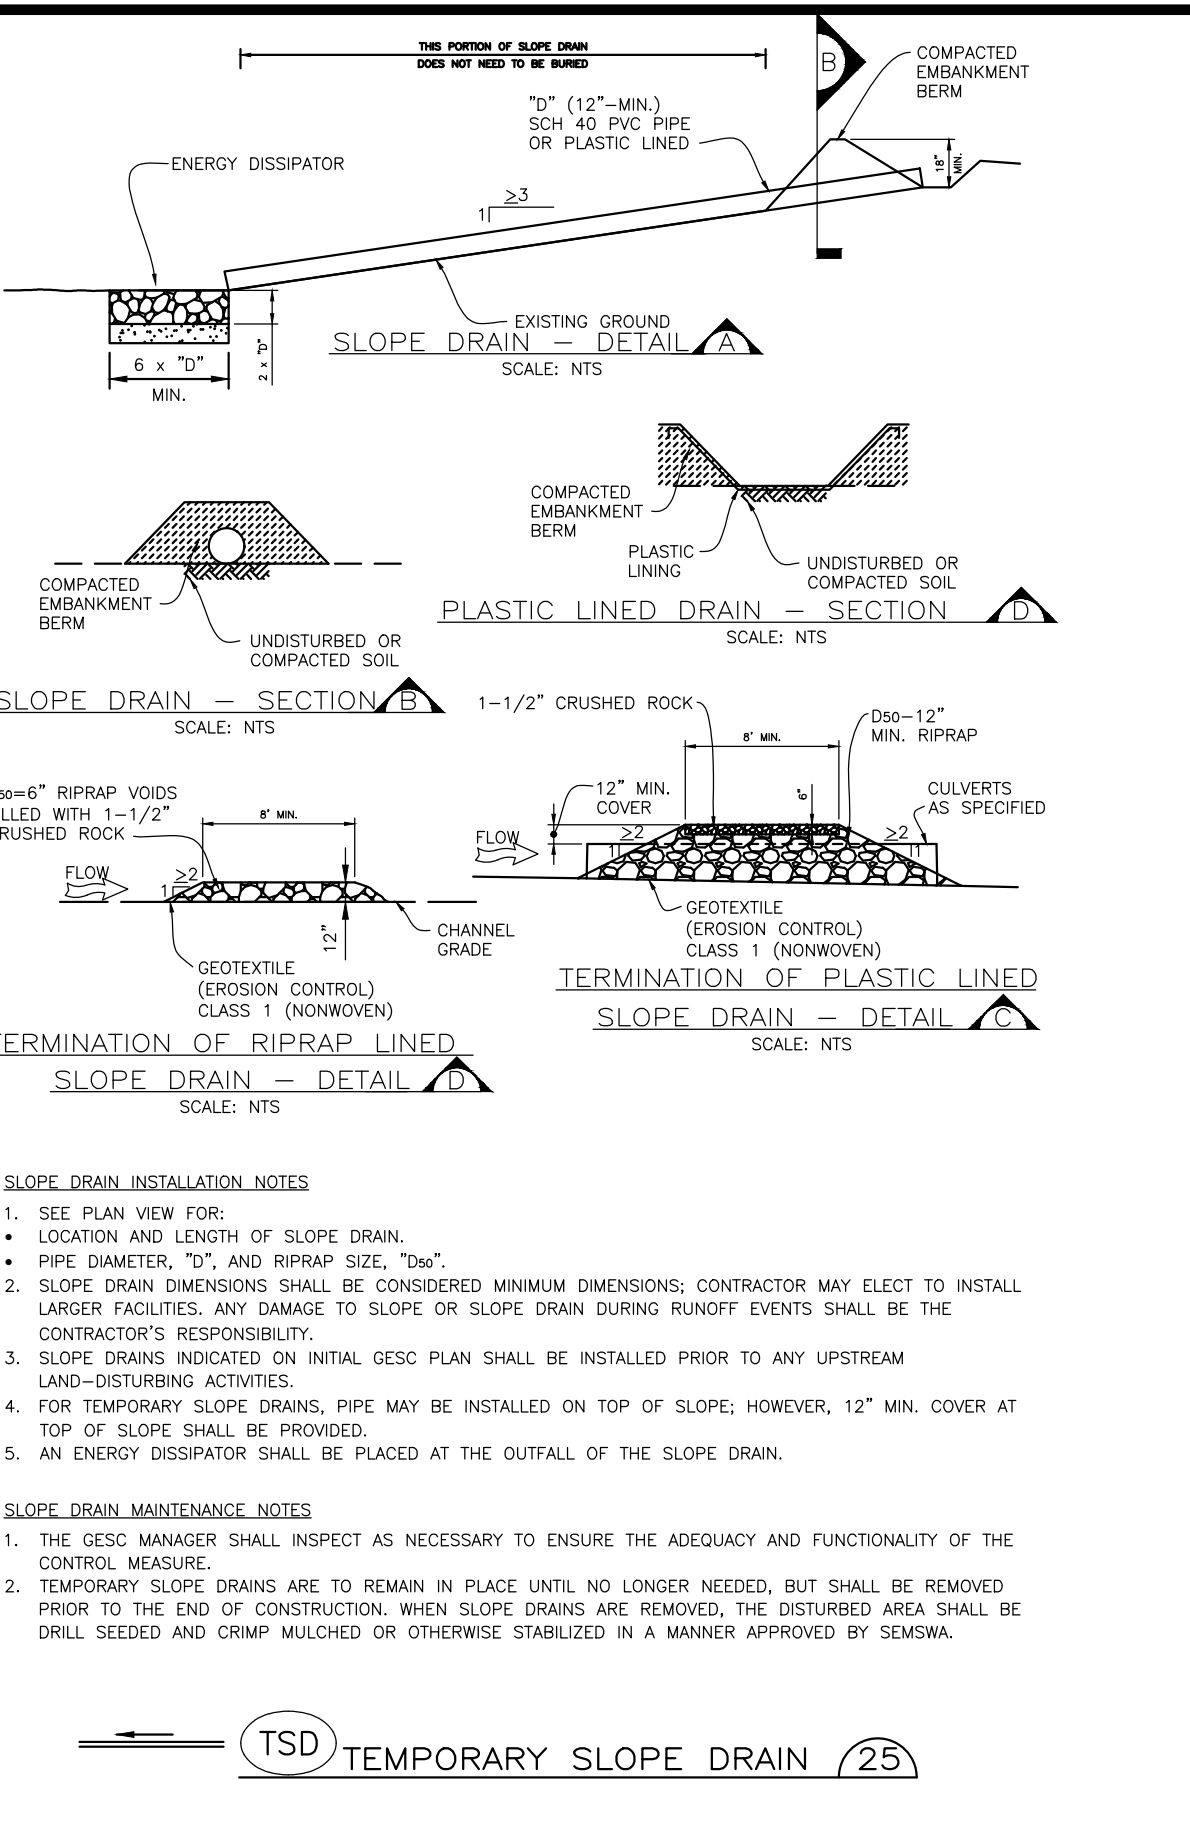 THIS PORTION OF SLOPE DRAIN
DOES NOT NEED TO BE BURIED
B
COMPACTED
EMBANKMENT
BERM
"D" (12"-MIN.)
SCH 40 PVC PIPE
OR PLASTIC LINED
18"
MIN.
ENERGY DISSIPATOR
≥3
1
EXISTING GROUND
SLOPE DRAIN - DETAIL A
SCALE: NTS
6 x "D"
MIN.
2 x "D"
COMPACTED
EMBANKMENT
BERM
PLASTIC
LINING
UNDISTURBED OR
COMPACTED SOIL
PLASTIC LINED DRAIN - SECTION D
SCALE: NTS
COMPACTED
EMBANKMENT
BERM
UNDISTURBED OR
COMPACTED SOIL
SLOPE DRAIN - SECTION B
SCALE: NTS
1-1/2" CRUSHED ROCK
D50-12"
MIN. RIPRAP
8' MIN.
12" MIN.
COVER
6"
CULVERTS
AS SPECIFIED
FLOW
≥2
1
≥2
1
GEOTEXTILE
(EROSION CONTROL)
CLASS 1 (NONWOVEN)
TERMINATION OF PLASTIC LINED
SLOPE DRAIN - DETAIL C
SCALE: NTS
50=6" RIPRAP VOIDS
LLED WITH 1-1/2"
RUSHED ROCK
8' MIN.
FLOW
≥2
1
12"
CHANNEL
GRADE
GEOTEXTILE
(EROSION CONTROL)
CLASS 1 (NONWOVEN)
TERMINATION OF RIPRAP LINED
SLOPE DRAIN - DETAIL D
SCALE: NTS
SLOPE DRAIN INSTALLATION NOTES
1. SEE PLAN VIEW FOR:
• LOCATION AND LENGTH OF SLOPE DRAIN.
• PIPE DIAMETER, "D", AND RIPRAP SIZE, "D50".
2. SLOPE DRAIN DIMENSIONS SHALL BE CONSIDERED MINIMUM DIMENSIONS; CONTRACTOR MAY ELECT TO INSTALL
LARGER FACILITIES. ANY DAMAGE TO SLOPE OR SLOPE DRAIN DURING RUNOFF EVENTS SHALL BE THE
CONTRACTOR'S RESPONSIBILITY.
3. SLOPE DRAINS INDICATED ON INITIAL GESC PLAN SHALL BE INSTALLED PRIOR TO ANY UPSTREAM
LAND-DISTURBING ACTIVITIES.
4. FOR TEMPORARY SLOPE DRAINS, PIPE MAY BE INSTALLED ON TOP OF SLOPE; HOWEVER, 12" MIN. COVER AT
TOP OF SLOPE SHALL BE PROVIDED.
5. AN ENERGY DISSIPATOR SHALL BE PLACED AT THE OUTFALL OF THE SLOPE DRAIN.
SLOPE DRAIN MAINTENANCE NOTES
1. THE GESC MANAGER SHALL INSPECT AS NECESSARY TO ENSURE THE ADEQUACY AND FUNCTIONALITY OF THE
CONTROL MEASURE.
2. TEMPORARY SLOPE DRAINS ARE TO REMAIN IN PLACE UNTIL NO LONGER NEEDED, BUT SHALL BE REMOVED
PRIOR TO THE END OF CONSTRUCTION. WHEN SLOPE DRAINS ARE REMOVED, THE DISTURBED AREA SHALL BE
DRILL SEEDED AND CRIMP MULCHED OR OTHERWISE STABILIZED IN A MANNER APPROVED BY SEMSWA.
TSD TEMPORARY SLOPE DRAIN 25